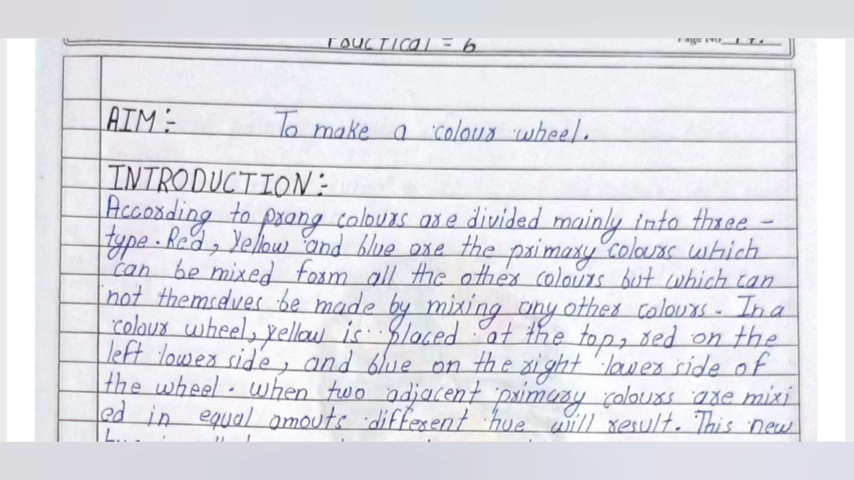 Practical = 6
Page No. 17.
AIM :-
To make a colour wheel.
INTRODUCTION :-
According to prang colours are divided mainly into three -
type. Red, Yellow and blue are the primary colours which
can be mixed form all the other colours but which can
not themselves be made by mixing any other colours. In a
colour wheel, yellow is placed at the top, red on the
left lower side, and blue on the right lower side of
the wheel. when two adjacent primary colours are mixi
ed in equal amouts different hue will result. This new